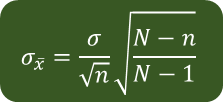 σ_x̄ = σ/√n √((N − n)/(N − 1))